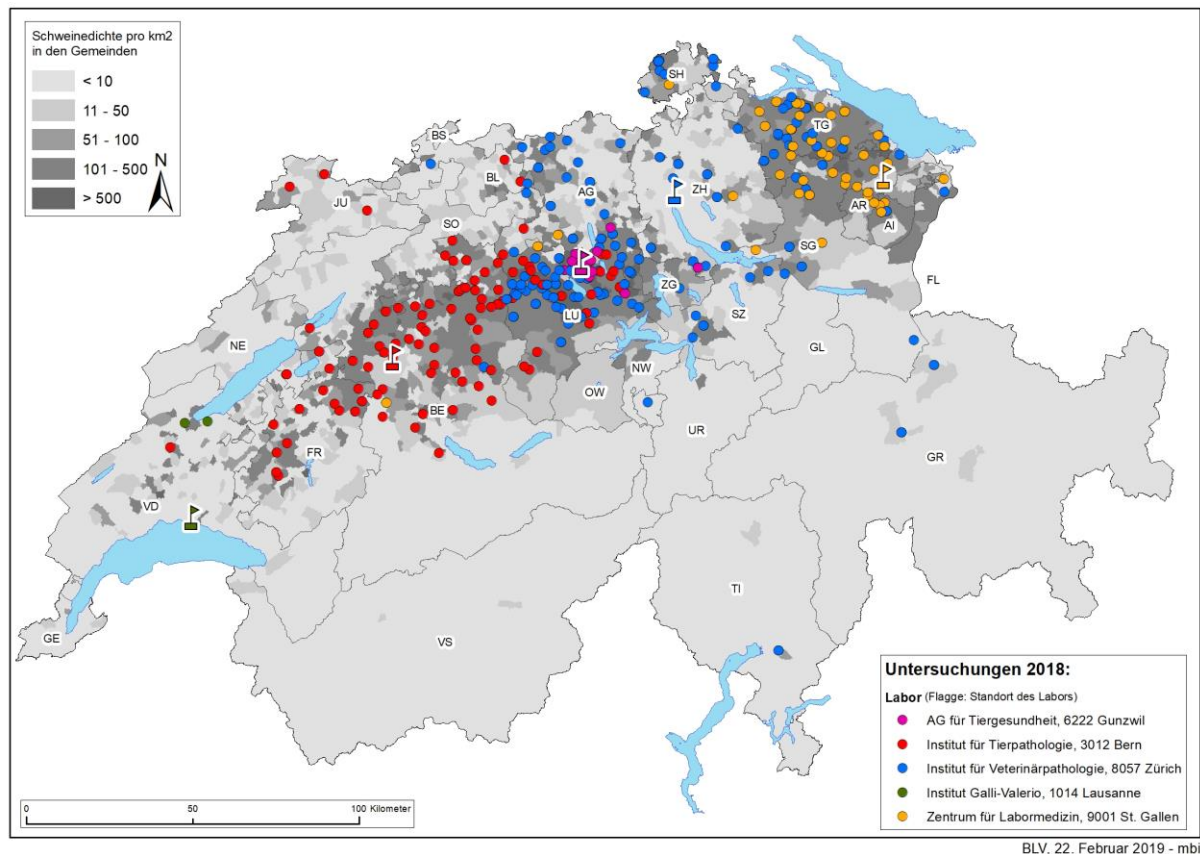 Schweinedichte pro km2
in den Gemeinden
< 10
11 - 50
51 - 100
101 - 500
> 500
N
SH
BS
TG
BL
AG
ZH
JU
AR
SO
AI
SG
ZG
FL
LU
SZ
NE
GL
NW
OW
BE
UR
FR
GR
VD
TI
GE
VS
Untersuchungen 2018:
Labor (Flagge: Standort des Labors)
AG für Tiergesundheit, 6222 Gunzwil
Institut für Tierpathologie, 3012 Bern
Institut für Veterinärpathologie, 8057 Zürich
Institut Galli-Valerio, 1014 Lausanne
Zentrum für Labormedizin, 9001 St. Gallen
0 50 100 Kilometer
BLV, 22. Februar 2019 - mbi